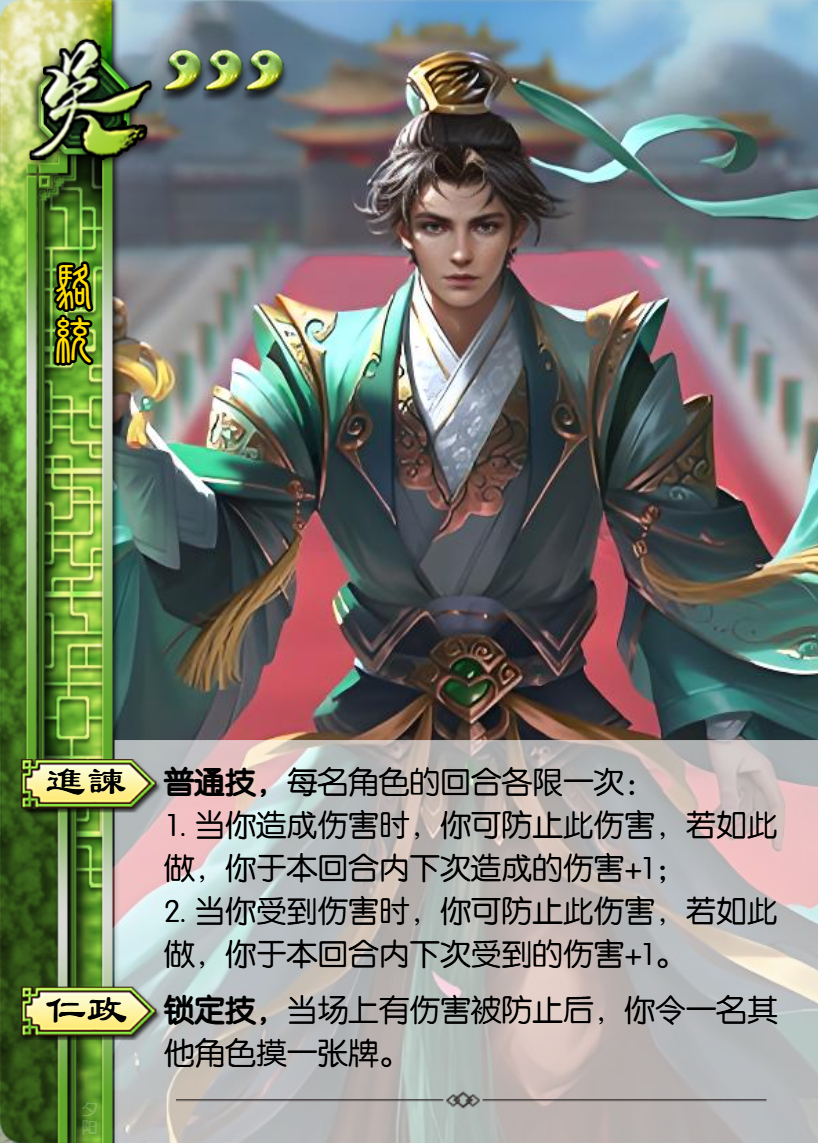 吴
駱統
進諫
普通技，每名角色的回合各限一次：
1. 当你造成伤害时，你可防止此伤害，若如此
做，你于本回合内下次造成的伤害+1；
2. 当你受到伤害时，你可防止此伤害，若如此
做，你于本回合内下次受到的伤害+1。
仁政
锁定技，当场上有伤害被防止后，你令一名其
他角色摸一张牌。
夕阳